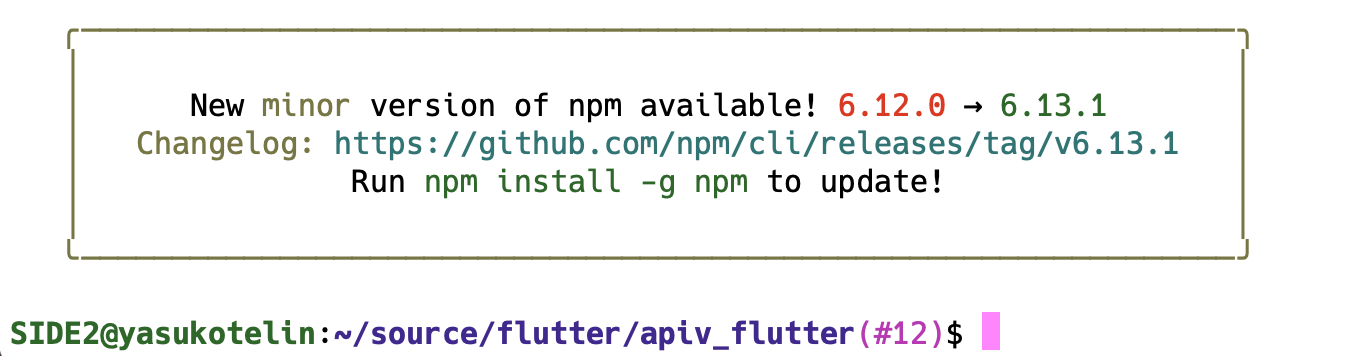 New minor version of npm available! 6.12.0 → 6.13.1
Changelog: https://github.com/npm/cli/releases/tag/v6.13.1
Run npm install -g npm to update!
SIDE2@yasukotelin:~/source/flutter/apiv_flutter(#12)$